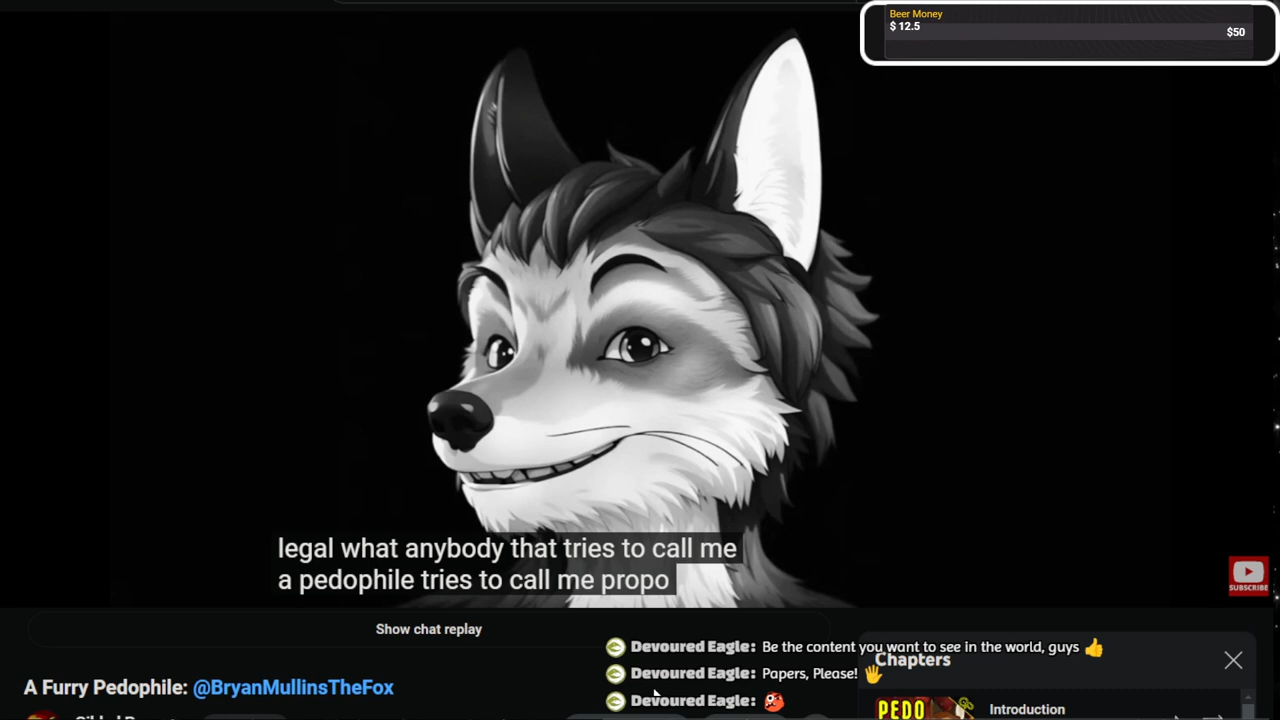 Beer Money
$ 12.5
$50
legal what anybody that tries to call me
a pedophile tries to call me propo
SUBSCRIBE
Show chat replay
Devoured Eagle: Be the content you want to see in the world, guys 👍
Chapters
Devoured Eagle: Papers, Please! 🖐
A Furry Pedophile: @BryanMullinsTheFox
Devoured Eagle:
PEDO
Introduction